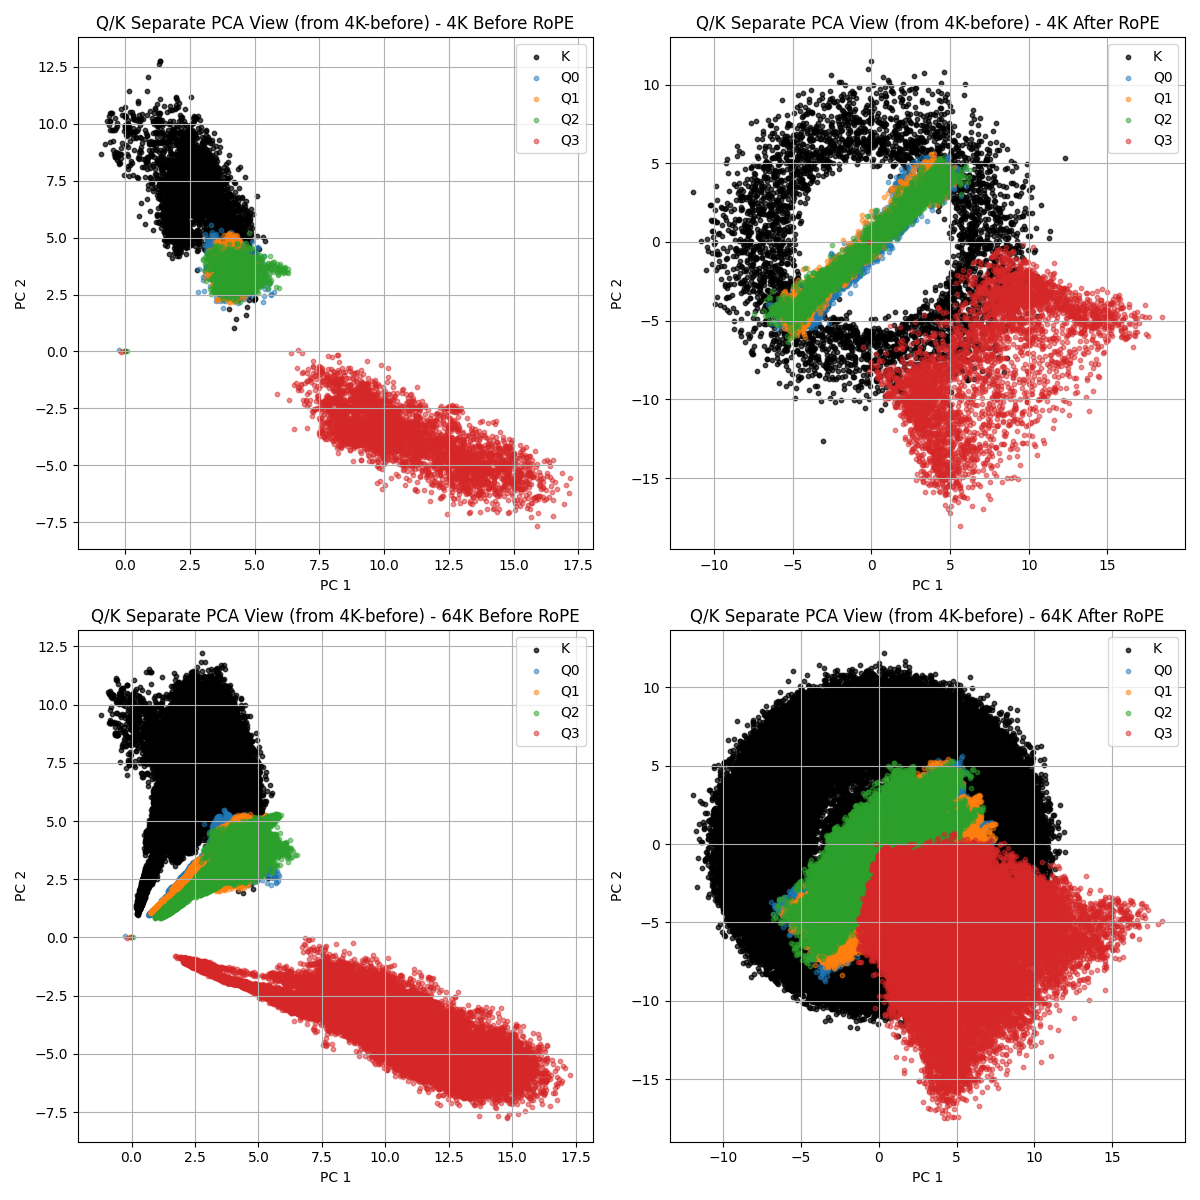 Q/K Separate PCA View (from 4K-before) - 4K Before RoPE
12.5
10.0
7.5
5.0
2.5
0.0
−2.5
−5.0
−7.5
PC 2
0.0 2.5 5.0 7.5 10.0 12.5 15.0 17.5
PC 1
K
Q0
Q1
Q2
Q3
Q/K Separate PCA View (from 4K-before) - 4K After RoPE
10
5
0
−5
−10
−15
PC 2
−10 −5 0 5 10 15
PC 1
K
Q0
Q1
Q2
Q3
Q/K Separate PCA View (from 4K-before) - 64K Before RoPE
12.5
10.0
7.5
5.0
2.5
0.0
−2.5
−5.0
−7.5
PC 2
0.0 2.5 5.0 7.5 10.0 12.5 15.0 17.5
PC 1
K
Q0
Q1
Q2
Q3
Q/K Separate PCA View (from 4K-before) - 64K After RoPE
10
5
0
−5
−10
−15
PC 2
−10 −5 0 5 10 15
PC 1
K
Q0
Q1
Q2
Q3